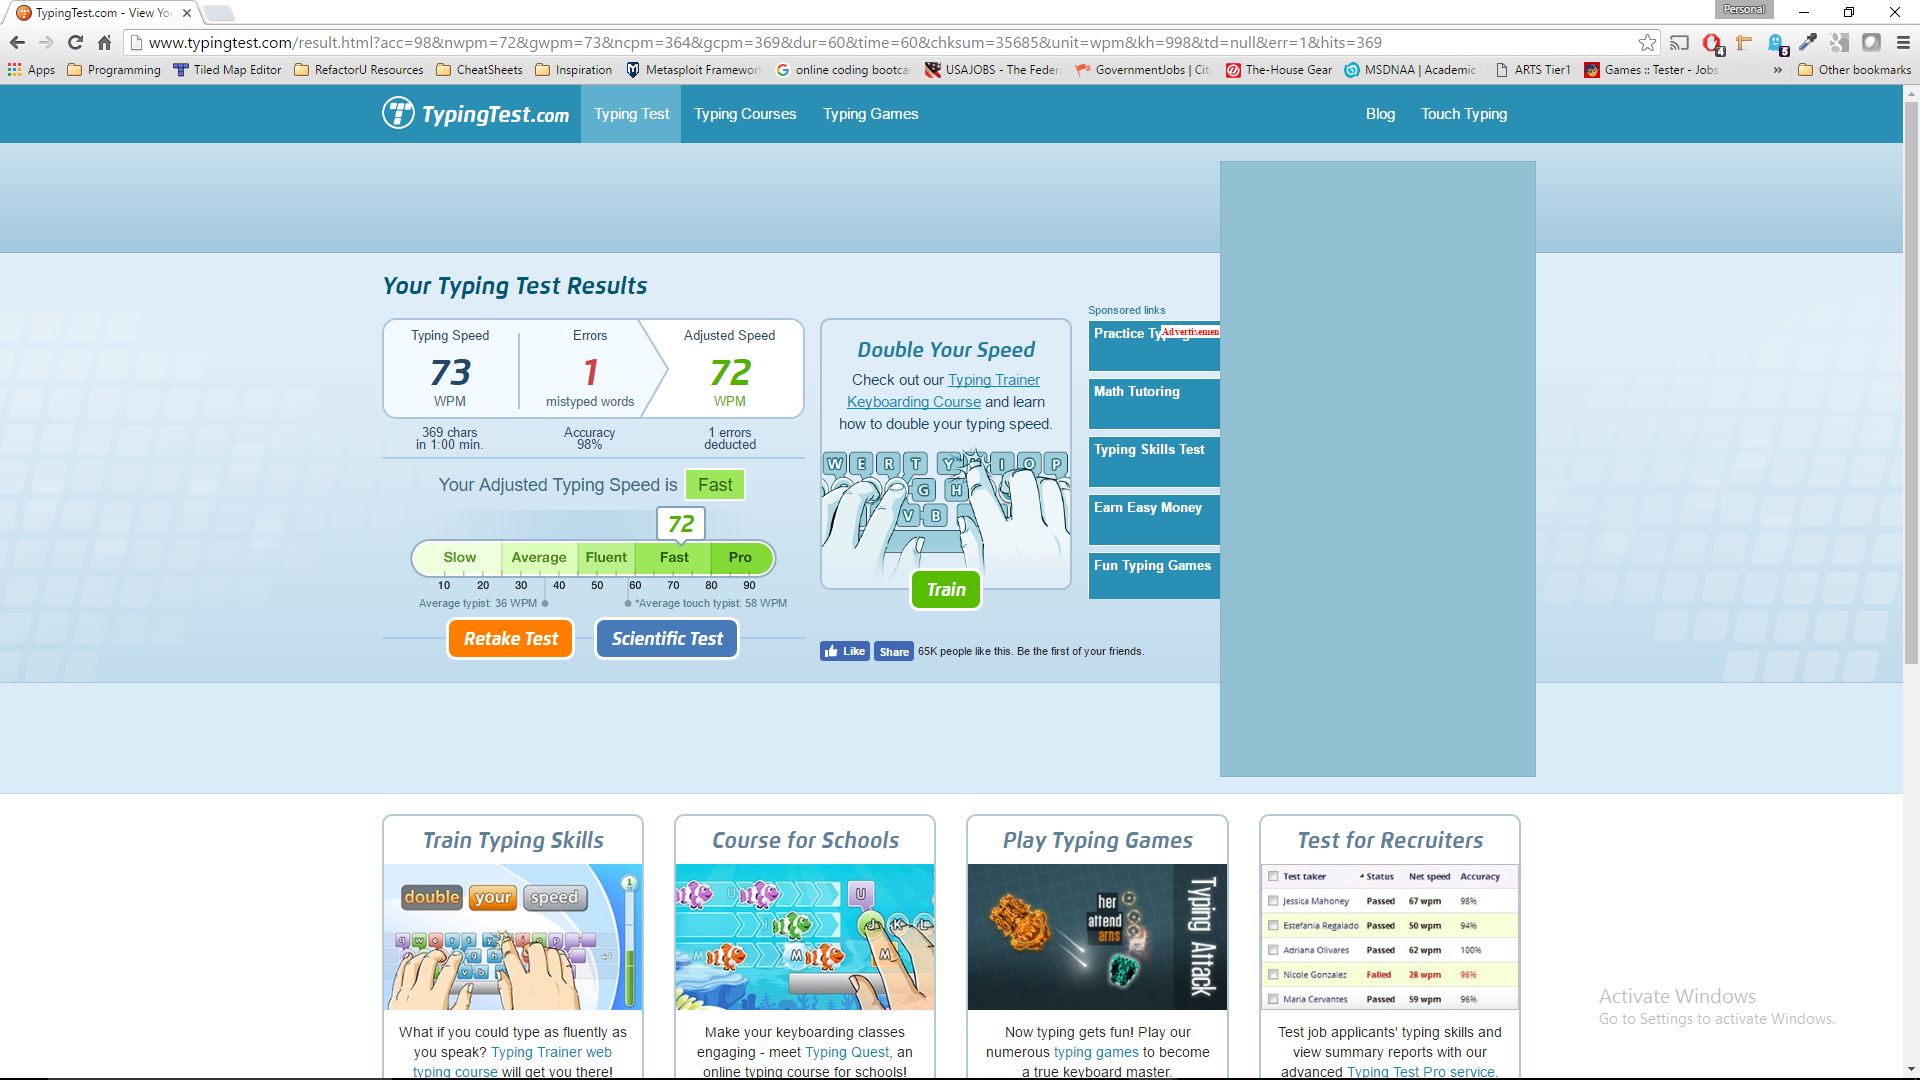 TypingTest.com - View You
Personal
www.typingtest.com/result.html?acc=98&nwpm=72&gwpm=73&ncpm=364&gcpm=369&dur=60&time=60&chksum=35685&unit=wpm&kh=998&td=null&err=1&hits=369
4
5
Apps Programming Tiled Map Editor RefactorU Resources CheatSheets Inspiration Metasploit Framework online coding bootca USAJOBS - The Feder GovernmentJobs | Cit The-House Gear MSDNAA | Academic ARTS Tier1 Games :: Tester - Jobs » Other bookmarks
TypingTest.com Typing Test Typing Courses Typing Games Blog Touch Typing
Your Typing Test Results
Typing Speed Errors Adjusted Speed
73 1 72
WPM mistyped words WPM
369 chars Accuracy 1 errors
in 1:00 min. 98% deducted
Your Adjusted Typing Speed is Fast
72
Slow Average Fluent Fast Pro
10 20 30 40 50 60 70 80 90
Average typist: 36 WPM *Average touch typist: 58 WPM
Retake Test Scientific Test
Double Your Speed
Check out our Typing Trainer
Keyboarding Course and learn
how to double your typing speed.
W E R T Y I O P
G H
V B
Train
Like Share 65K people like this. Be the first of your friends.
Sponsored links
Practice Ty Advertisemen
Math Tutoring
Typing Skills Test
Earn Easy Money
Fun Typing Games
Train Typing Skills
double your speed
1
What if you could type as fluently as
you speak? Typing Trainer web
typing course will get you there!
Course for Schools
U U
J J K L
M M M
Make your keyboarding classes
engaging - meet Typing Quest, an
online typing course for schools!
Play Typing Games
her
attend
arns
Typing Attack
Now typing gets fun! Play our
numerous typing games to become
a true keyboard master.
Test for Recruiters
Test taker Status Net speed Accuracy
Jessica Mahoney Passed 67 wpm 98%
Estefania Regalado Passed 50 wpm 94%
Adriana Olivares Passed 62 wpm 100%
Nicole Gonzalez Failed 28 wpm 96%
Maria Cervantes Passed 59 wpm 96%
Test job applicants' typing skills and
view summary reports with our
advanced Typing Test Pro service.
Activate Windows
Go to Settings to activate Windows.